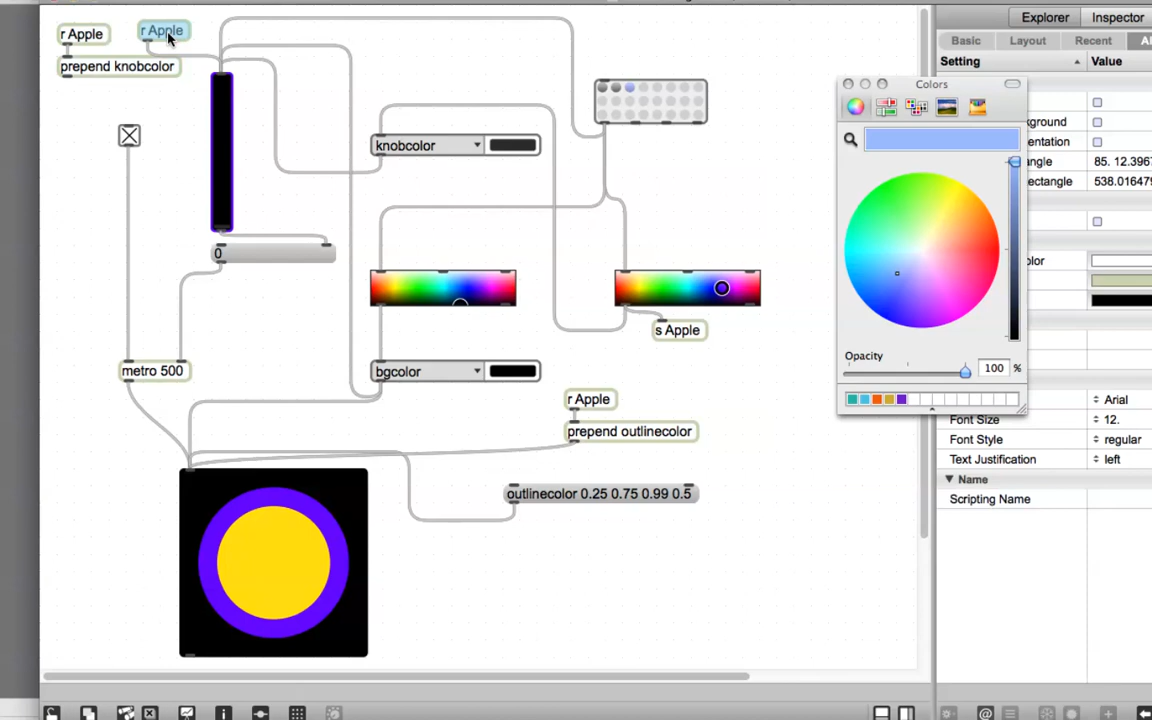 r Apple
r Apple
prepend knobcolor
knobcolor
0
s Apple
metro 500
bgcolor
r Apple
prepend outlinecolor
outlinecolor 0.25 0.75 0.99 0.5
Colors
Opacity
100 %
Explorer
Inspector
Basic
Layout
Recent
Setting
Value
ckground
entation
angle
85. 12.3967
ectangle
538.016479
olor
Arial
Font Size
12.
Font Style
regular
Text Justification
left
Name
Scripting Name